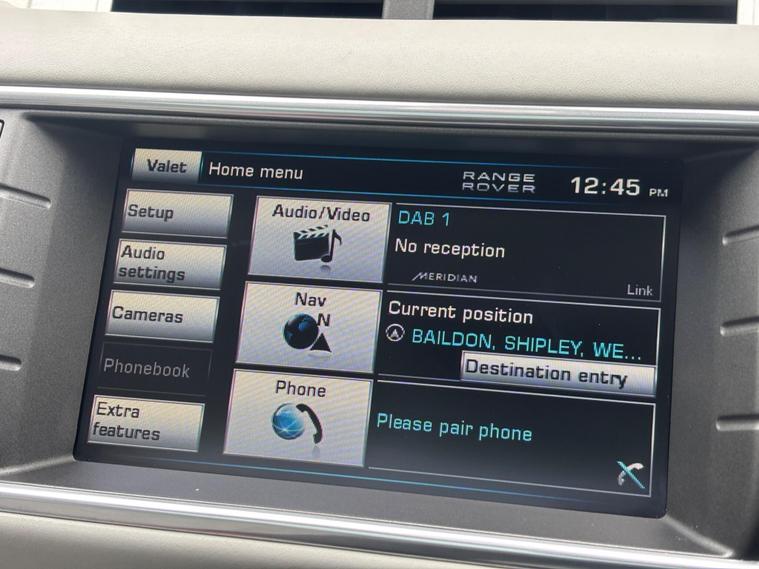 Valet
Home menu
RANGE
ROVER
12:45 PM
Setup
Audio
settings
Cameras
Phonebook
Extra
features
Audio/Video
DAB 1
No reception
MERIDIAN
Link
Nav
N
Current position
BAILDON, SHIPLEY, WE...
Destination entry
Phone
Please pair phone